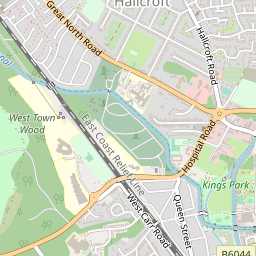 Hallcroft
Great North Road
Hallcroft Road
West Town
Wood
East Coast Relief Line
Hospital Road
Kings Park
West Carr Road
Queen Street
B6044